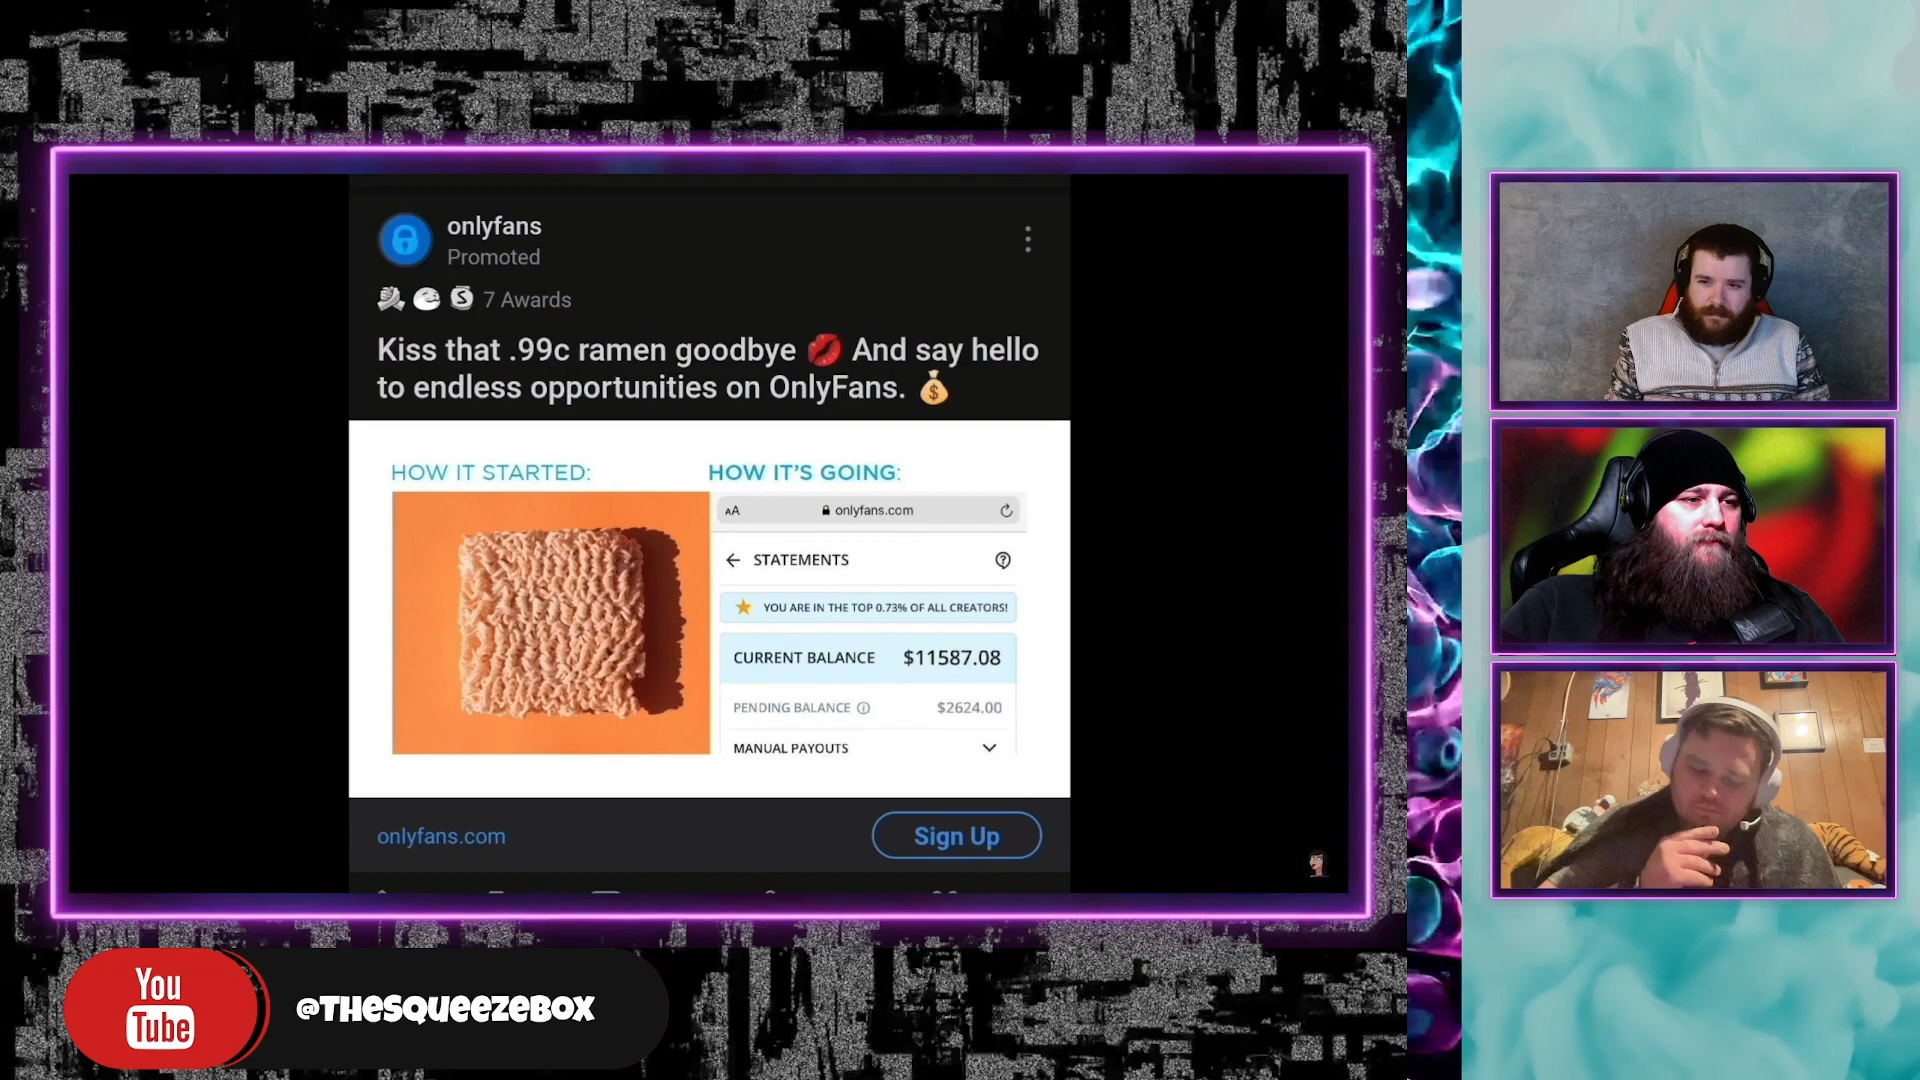 onlyfans
Promoted
7 Awards
Kiss that .99c ramen goodbye 💋 And say hello
to endless opportunities on OnlyFans. 💰
HOW IT STARTED:
HOW IT'S GOING:
AA
onlyfans.com
STATEMENTS
YOU ARE IN THE TOP 0.73% OF ALL CREATORS!
CURRENT BALANCE $11587.08
PENDING BALANCE $2624.00
MANUAL PAYOUTS
onlyfans.com
Sign Up
You
Tube
@THESQUEEZEBOX